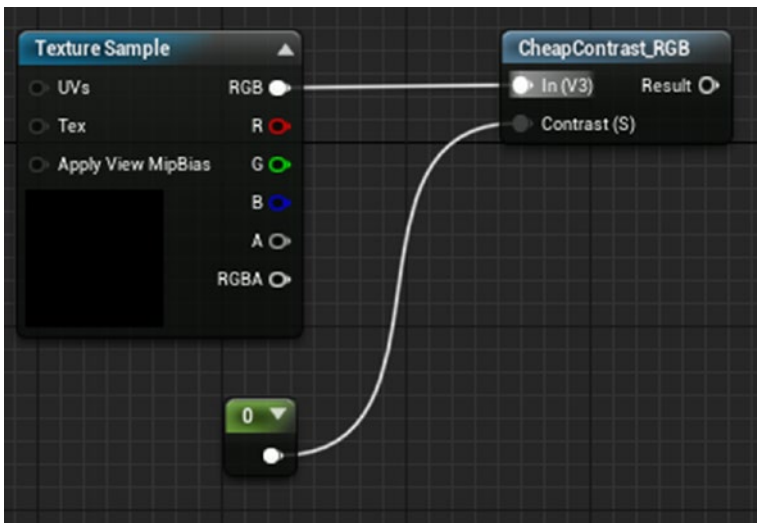 Texture Sample
UVs
RGB
Tex
R
Apply View MipBias
G
B
A
RGBA
CheapContrast_RGB
In (V3)
Result
Contrast (S)
0